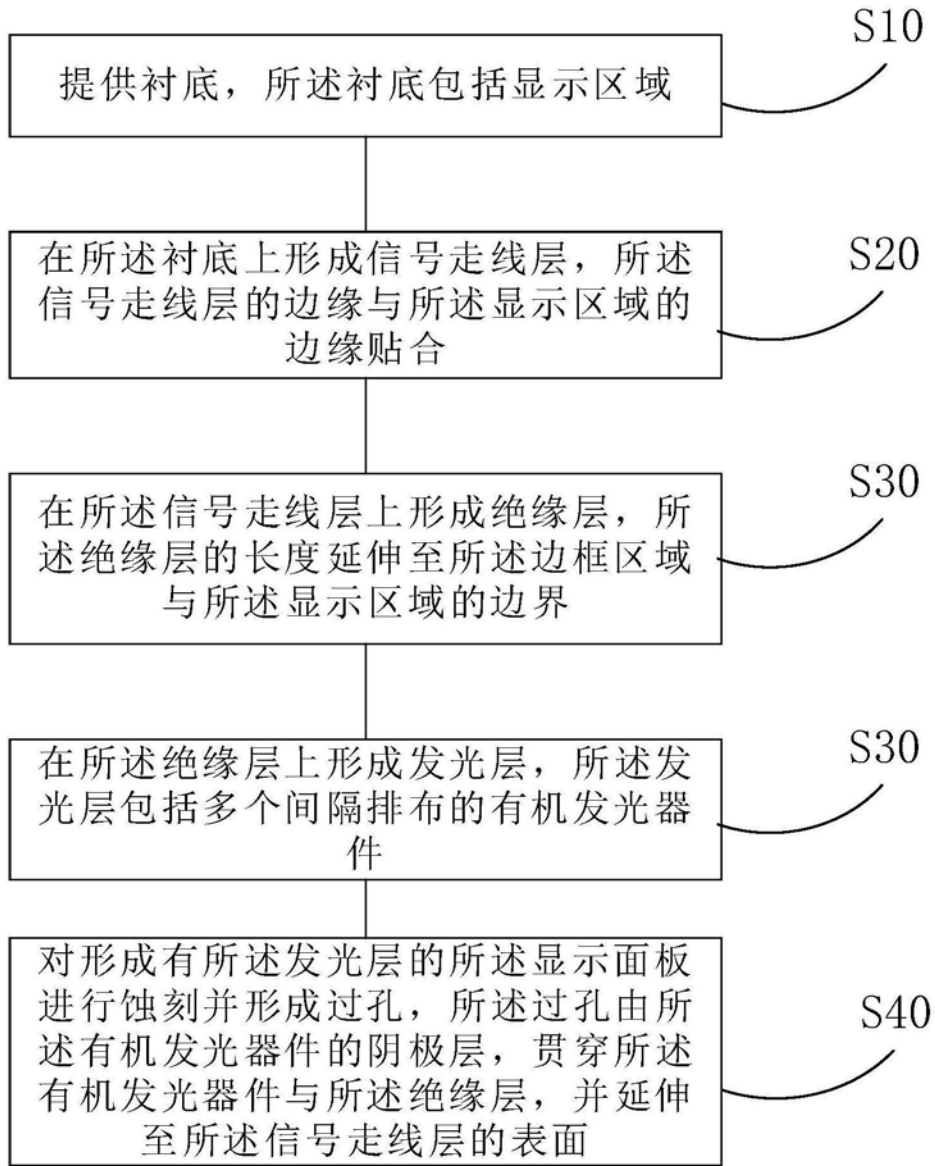 S10
提供衬底，所述衬底包括显示区域
S20
在所述衬底上形成信号走线层，所述
信号走线层的边缘与所述显示区域的
边缘贴合
S30
在所述信号走线层上形成绝缘层，所
述绝缘层的长度延伸至所述边框区域
与所述显示区域的边界
S30
在所述绝缘层上形成发光层，所述发
光层包括多个间隔排布的有机发光器
件
S40
对形成有所述发光层的所述显示面板
进行蚀刻并形成过孔，所述过孔由所
述有机发光器件的阴极层，贯穿所述
有机发光器件与所述绝缘层，并延伸
至所述信号走线层的表面